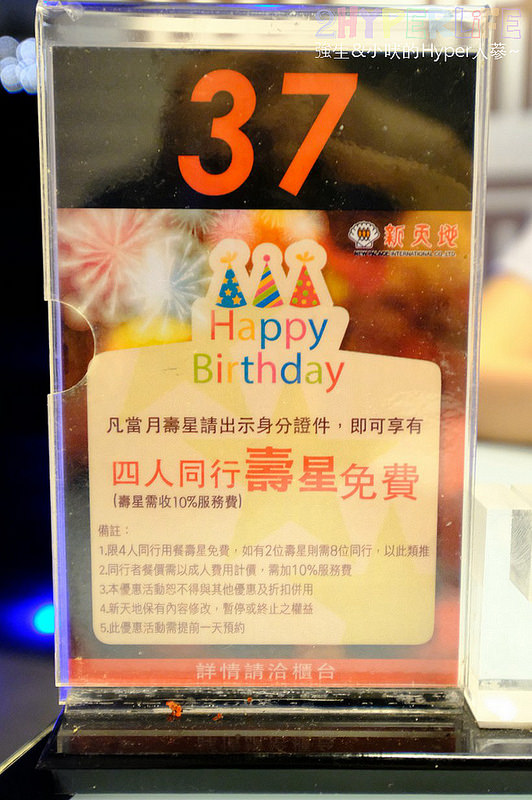 2HYPERLiFE
強生&小吠的Hyper人蔘~
37
新天地
NEW PALACE INTERNATIONAL CO.,LTD
Happy
Birthday
凡當月壽星請出示身分證件，即可享有
四人同行壽星免費
(壽星需收10%服務費)
備註：
1.限4人同行用餐壽星免費，如有2位壽星則需8位同行，以此類推
2.同行者餐價需以成人費用計價，需加10%服務費
3.本優惠活動恕不得與其他優惠及折扣併用
4.新天地保有內容修改，暫停或終止之權益
5.此優惠活動需提前一天預約
詳情請洽櫃台